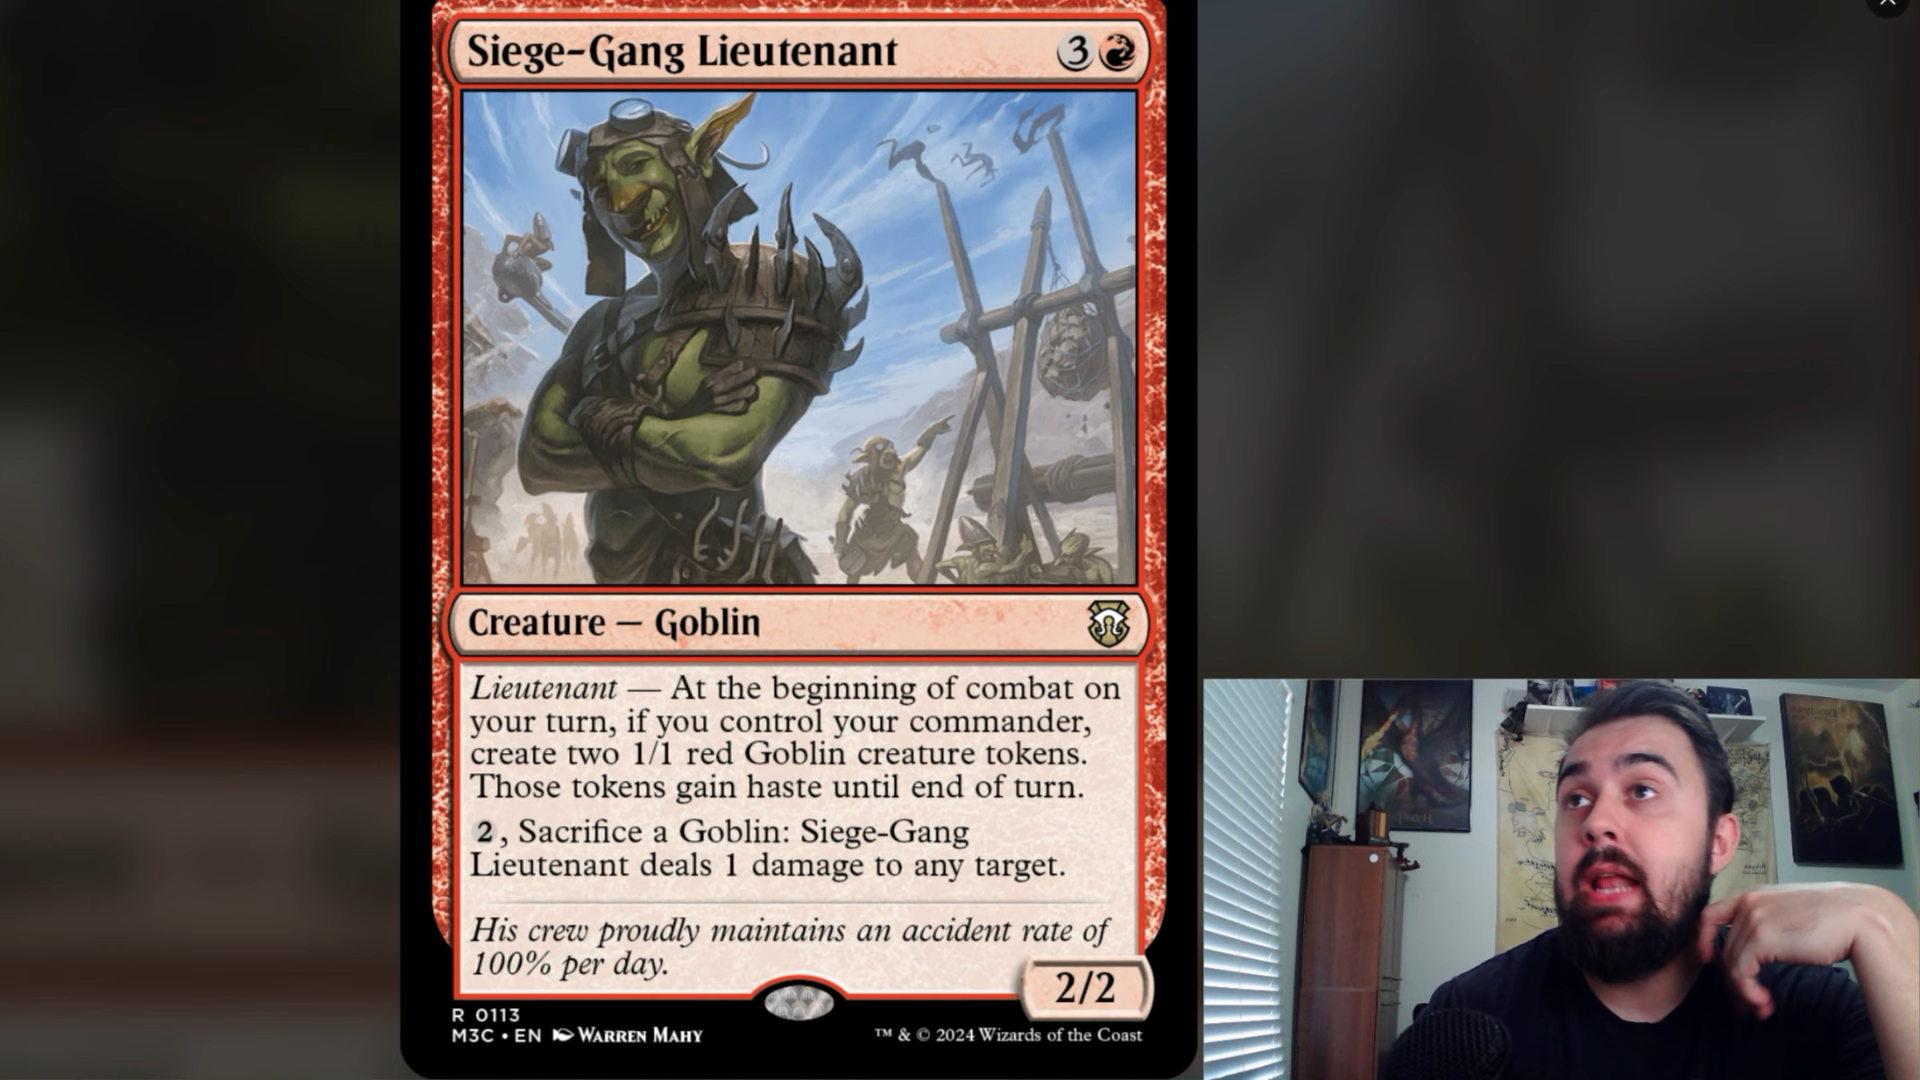 Siege-Gang Lieutenant 3
Creature — Goblin
Lieutenant — At the beginning of combat on
your turn, if you control your commander,
create two 1/1 red Goblin creature tokens.
Those tokens gain haste until end of turn.
2, Sacrifice a Goblin: Siege-Gang
Lieutenant deals 1 damage to any target.
His crew proudly maintains an accident rate of
100% per day.
2/2
R 0113
M3C • EN Warren Mahy
™ & © 2024 Wizards of the Coast